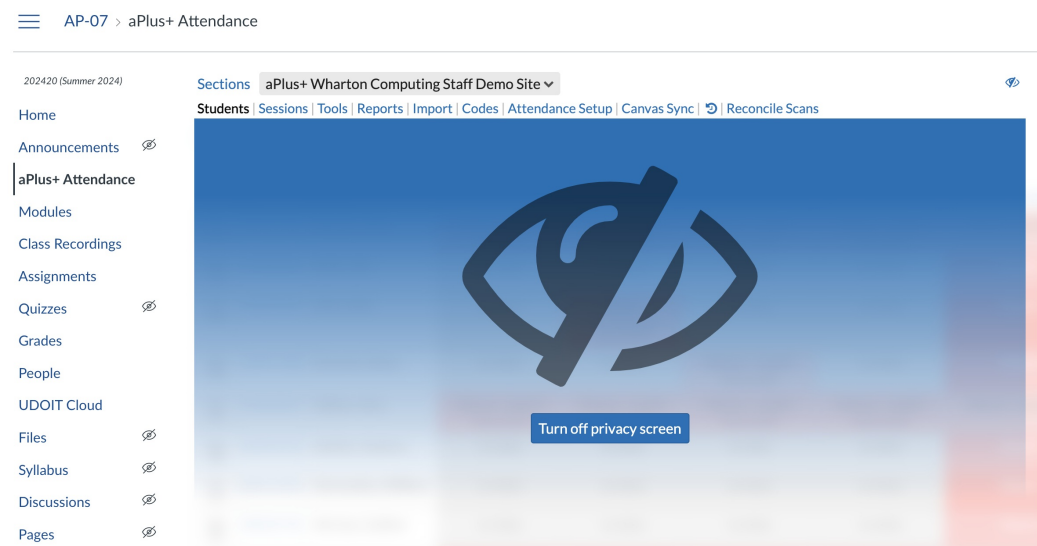 AP-07 > aPlus+ Attendance
202420 (Summer 2024)
Home
Announcements
aPlus+ Attendance
Modules
Class Recordings
Assignments
Quizzes
Grades
People
UDOIT Cloud
Files
Syllabus
Discussions
Pages
Sections aPlus+ Wharton Computing Staff Demo Site
Students | Sessions | Tools | Reports | Import | Codes | Attendance Setup | Canvas Sync | | Reconcile Scans
Turn off privacy screen